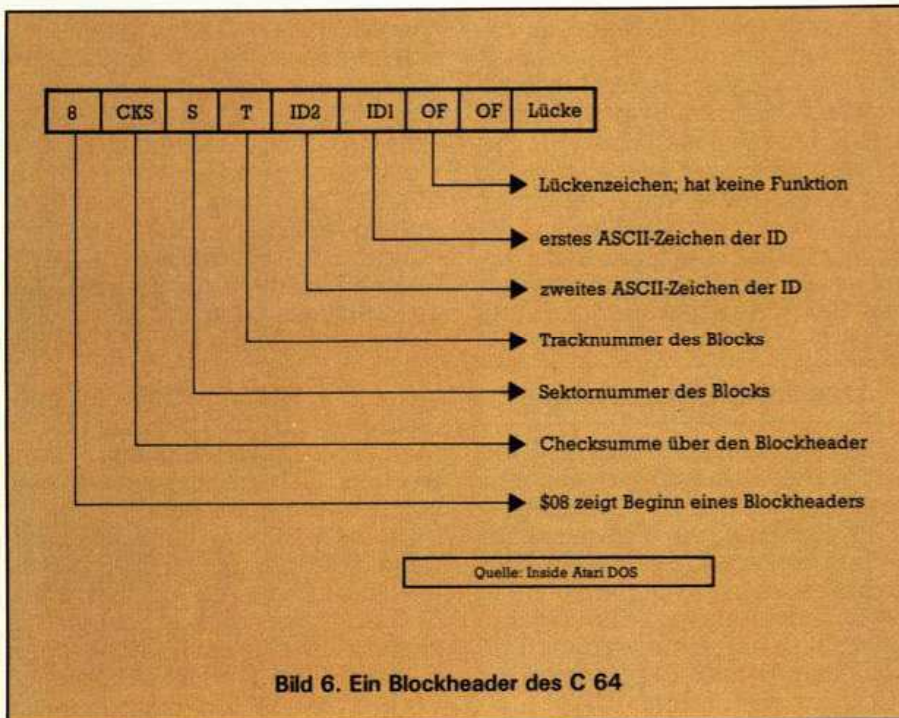 8 CKS S T ID2 ID1 OF OF Lücke
Lückenzeichen; hat keine Funktion
erstes ASCII-Zeichen der ID
zweites ASCII-Zeichen der ID
Tracknummer des Blocks
Sektornummer des Blocks
Checksumme über den Blockheader
$08 zeigt Beginn eines Blockheaders
Quelle: Inside Atari DOS
Bild 6. Ein Blockheader des C 64